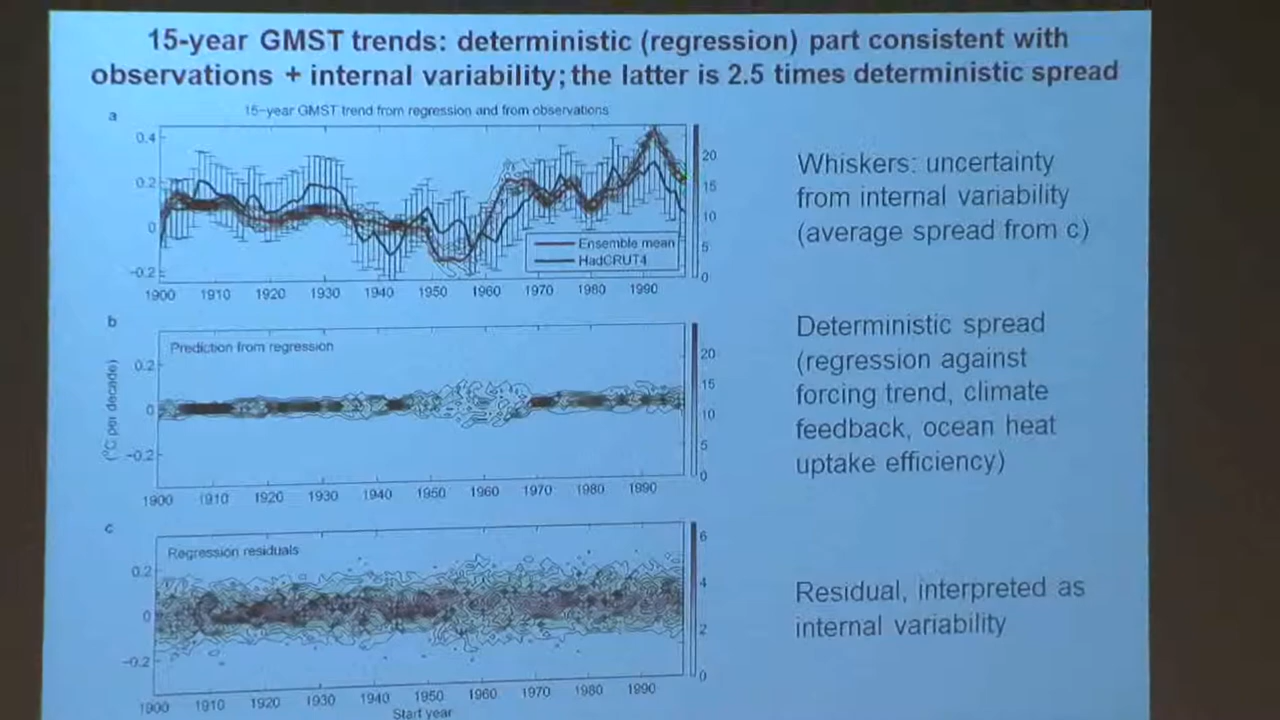 15-year GMST trends: deterministic (regression) part consistent with
observations + internal variability; the latter is 2.5 times deterministic spread
a
15-year GMST trend from regression and from observations
0.4
0.2
0
-0.2
20
15
10
5
0
Ensemble mean
HadCRUT4
1900 1910 1920 1930 1940 1950 1960 1970 1980 1990
Whiskers: uncertainty
from internal variability
(average spread from c)
b
Prediction from regression
0.2
0
-0.2
(°C per decade)
20
15
10
5
0
1900 1910 1920 1930 1940 1950 1960 1970 1980 1990
Deterministic spread
(regression against
forcing trend, climate
feedback, ocean heat
uptake efficiency)
c
Regression residuals
0.2
0
-0.2
6
4
2
0
1900 1910 1920 1930 1940 1950 1960 1970 1980 1990
Start year
Residual, interpreted as
internal variability